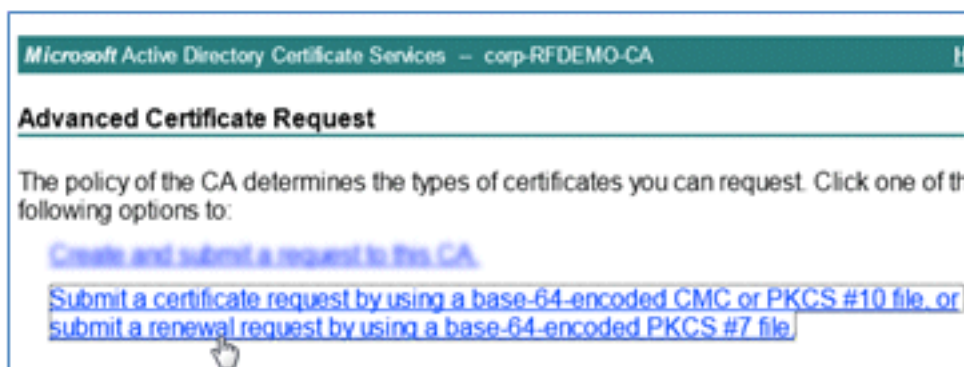 Microsoft Active Directory Certificate Services -- corp-RFDEMO-CA
Advanced Certificate Request
The policy of the CA determines the types of certificates you can request. Click one of th
following options to:
Create and submit a request to this CA.
Submit a certificate request by using a base-64-encoded CMC or PKCS #10 file, or
submit a renewal request by using a base-64-encoded PKCS #7 file.